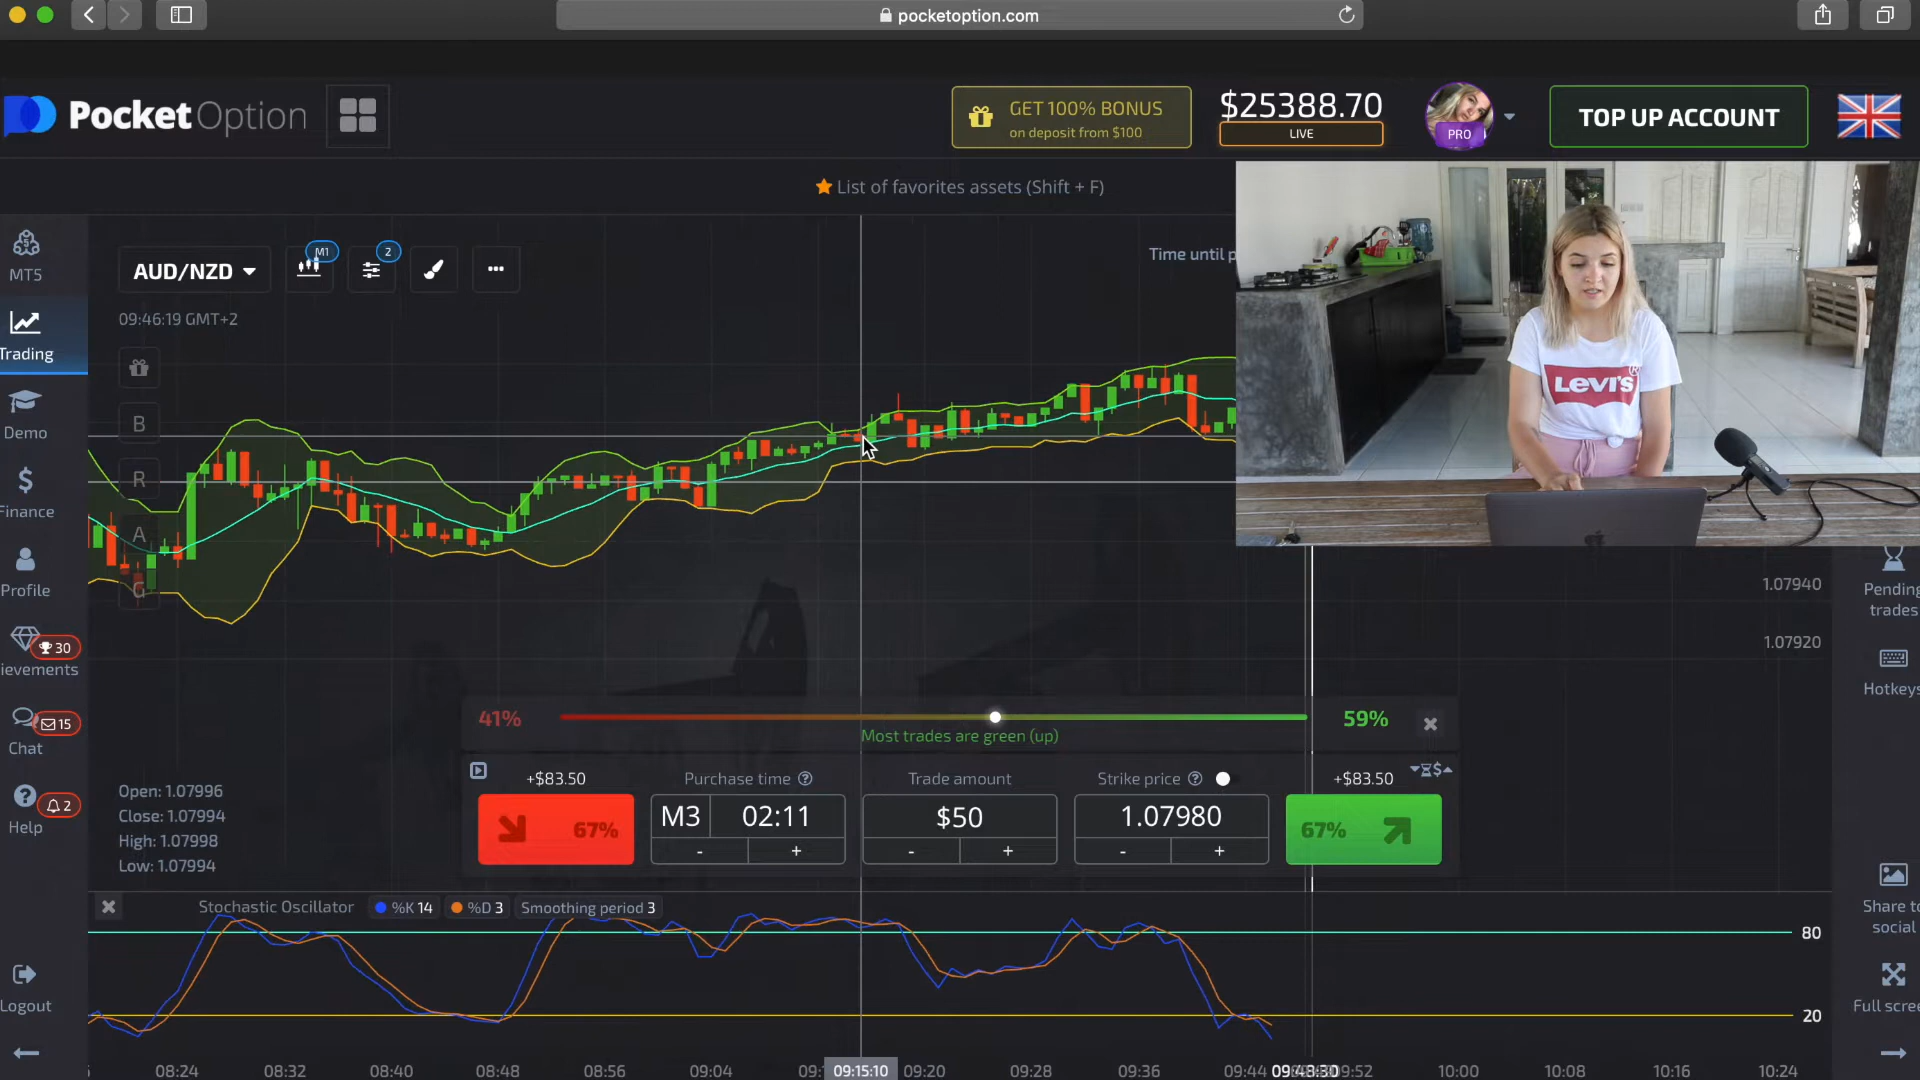 pocketoption.com
PocketOption
GET 100% BONUS
on deposit from $100
$25388.70
LIVE
PRO
TOP UP ACCOUNT
List of favorites assets (Shift + F)
MT5
Trading
Demo
Finance
Profile
30
ievements
15
Chat
2
Help
Logout
AUD/NZD
M1
2
Time until p
09:46:19 GMT+2
B
R
A
G
LEVI'S
1.07940
1.07920
Pending
trades
Hotkeys
Share to
social
Full scree
41%
59%
Most trades are green (up)
+$83.50
Purchase time
Trade amount
Strike price
+$83.50
67%
M3
02:11
$50
1.07980
67%
- + - + - +
Open: 1.07996
Close: 1.07994
High: 1.07998
Low: 1.07994
Stochastic Oscillator
%K 14
%D 3
Smoothing period 3
80
20
08:24
08:32
08:40
08:48
08:56
09:04
09:15:10
09:20
09:28
09:36
09:44
9:52
10:00
10:08
10:16
10:24